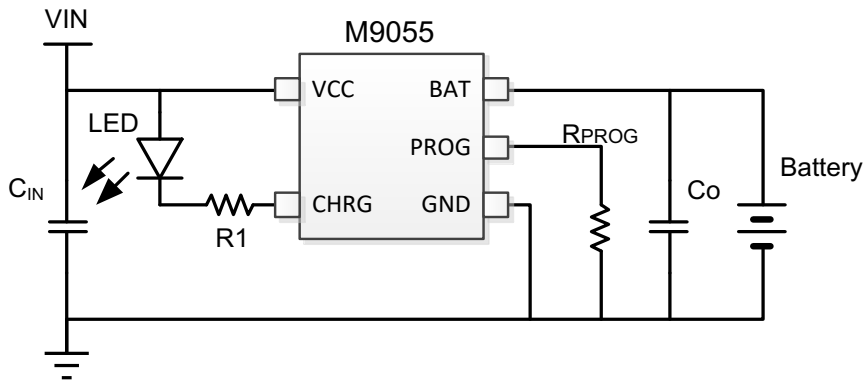 VIN
M9055
VCC
BAT
LED
PROG
RPROG
Battery
CIN
CHRG
GND
Co
R1